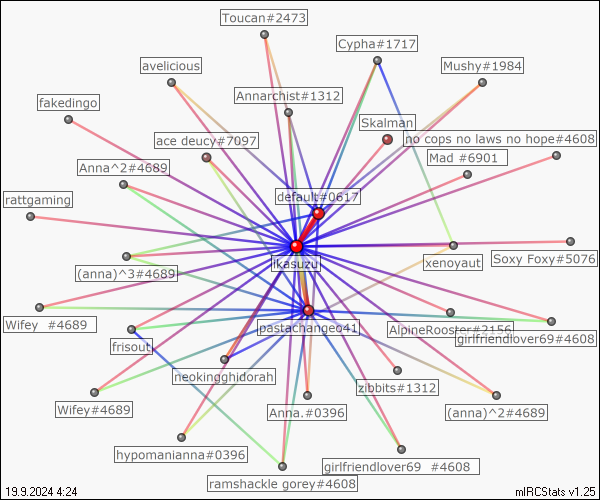 Toucan#2473
Cypha#1717
avelicious
Mushy#1984
Annarchist#1312
fakedingo
Skalman
ace deucy#7097
no cops no laws no hope#4608
Anna^2#4689
Mad #6901
rattgaming
default#0617
ikasuzu
xenoyaut
Soxy Foxy#5076
(anna)^3#4689
Wifey #4689
pastachange041
AlpineRooster#2156
girlfriendlover69#4608
frisout
neokingghidorah
zibbits#1312
Wifey#4689
Anna.#0396
(anna)^2#4689
hypomanianna#0396
girlfriendlover69 #4608
ramshackle gorey#4608
19.9.2024 4:24
mIRCStats v1.25